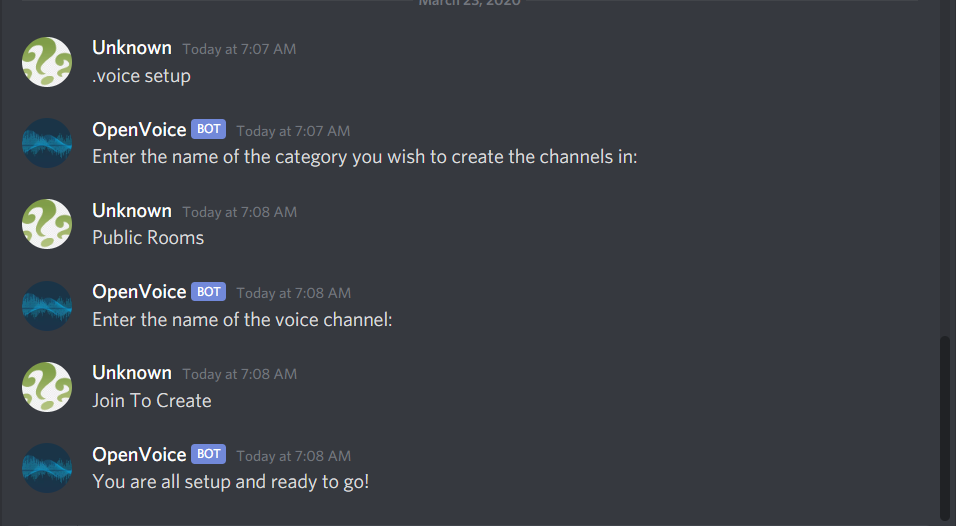 March 23, 2020
Unknown Today at 7:07 AM
.voice setup
OpenVoice BOT Today at 7:07 AM
Enter the name of the category you wish to create the channels in:
Unknown Today at 7:08 AM
Public Rooms
OpenVoice BOT Today at 7:08 AM
Enter the name of the voice channel:
Unknown Today at 7:08 AM
Join To Create
OpenVoice BOT Today at 7:08 AM
You are all setup and ready to go!